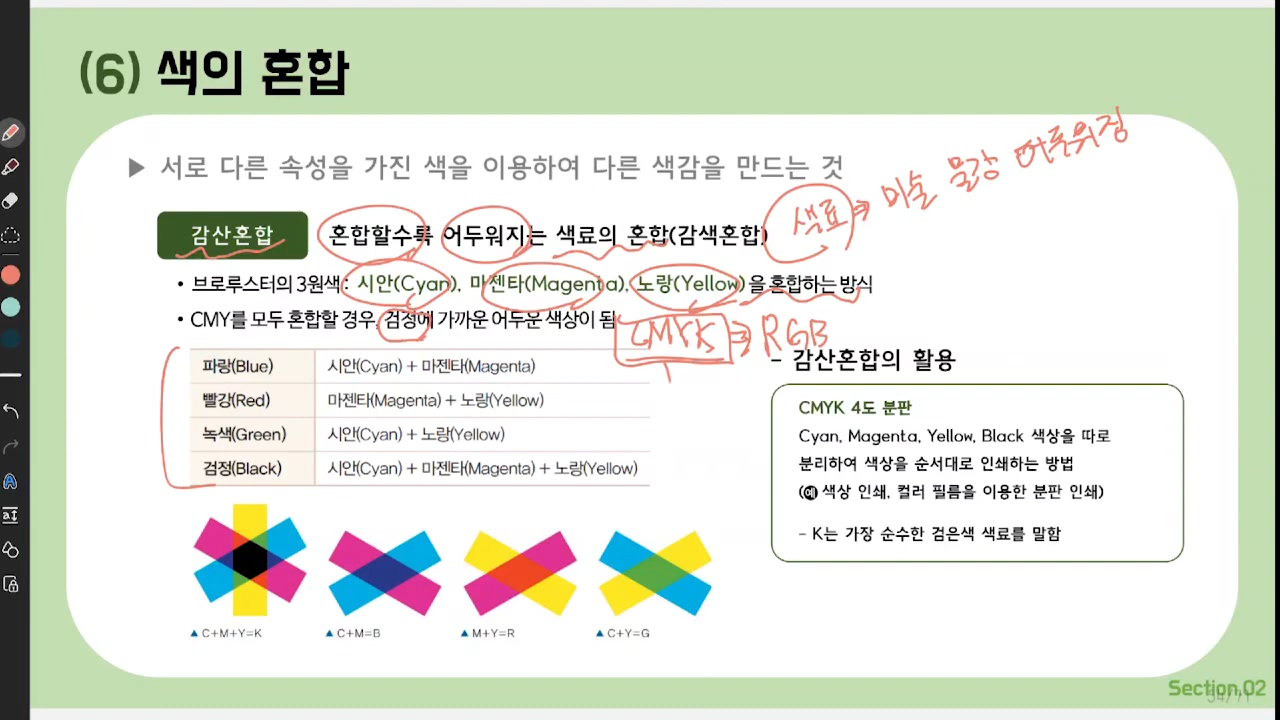 (6) 색의 혼합
▶ 서로 다른 속성을 가진 색을 이용하여 다른 색감을 만드는 것
색료 ⇒ 미술 물감 어두워짐
감산혼합 혼합할수록 어두워지는 색료의 혼합(감색혼합)
• 브로루스터의 3원색 : 시안(Cyan), 마젠타(Magenta), 노랑(Yellow)을 혼합하는 방식
• CMY를 모두 혼합할 경우, 검정에 가까운 어두운 색상이 됨
CMYK ⇒ RGB
파랑(Blue) 시안(Cyan) + 마젠타(Magenta)
빨강(Red) 마젠타(Magenta) + 노랑(Yellow)
녹색(Green) 시안(Cyan) + 노랑(Yellow)
검정(Black) 시안(Cyan) + 마젠타(Magenta) + 노랑(Yellow)
▲ C+M+Y=K ▲ C+M=B ▲ M+Y=R ▲ C+Y=G
- 감산혼합의 활용
CMYK 4도 분판
Cyan, Magenta, Yellow, Black 색상을 따로
분리하여 색상을 순서대로 인쇄하는 방법
(예 색상 인쇄, 컬러 필름을 이용한 분판 인쇄)
- K는 가장 순수한 검은색 색료를 말함
Section.02
54/71